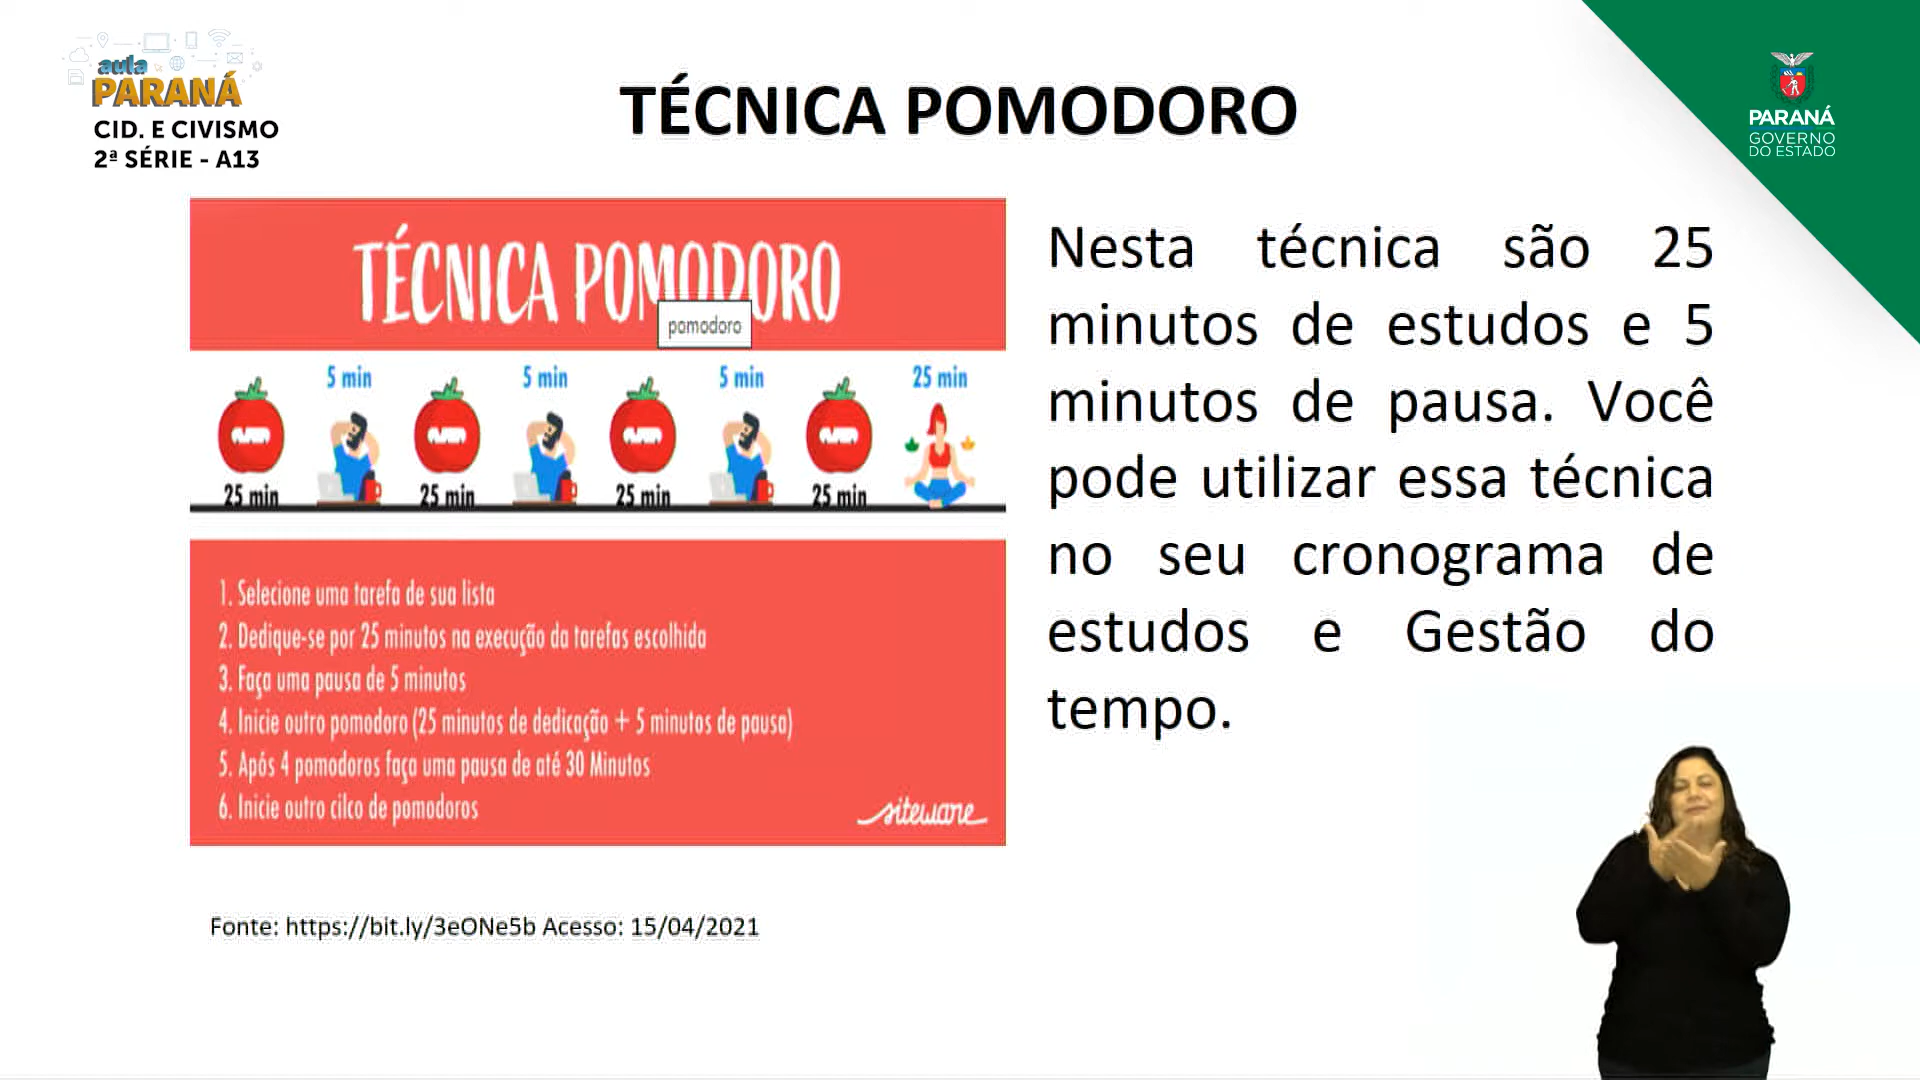 aula
PARANÁ
CID. E CIVISMO
2ª SÉRIE - A13
TÉCNICA POMODORO
PARANÁ
GOVERNO
DO ESTADO
TÉCNICA POMODORO
pomodoro
5 min 5 min 5 min 25 min
25 min 25 min 25 min 25 min
1. Selecione uma tarefa de sua lista
2. Dedique-se por 25 minutos na execução da tarefas escolhida
3. Faça uma pausa de 5 minutos
4. Inicie outro pomodoro (25 minutos de dedicação + 5 minutos de pausa)
5. Após 4 pomodoros faça uma pausa de até 30 Minutos
6. Inicie outro cilco de pomodoros
siteware
Nesta técnica são 25
minutos de estudos e 5
minutos de pausa. Você
pode utilizar essa técnica
no seu cronograma de
estudos e Gestão do
tempo.
Fonte: https://bit.ly/3eONe5b Acesso: 15/04/2021